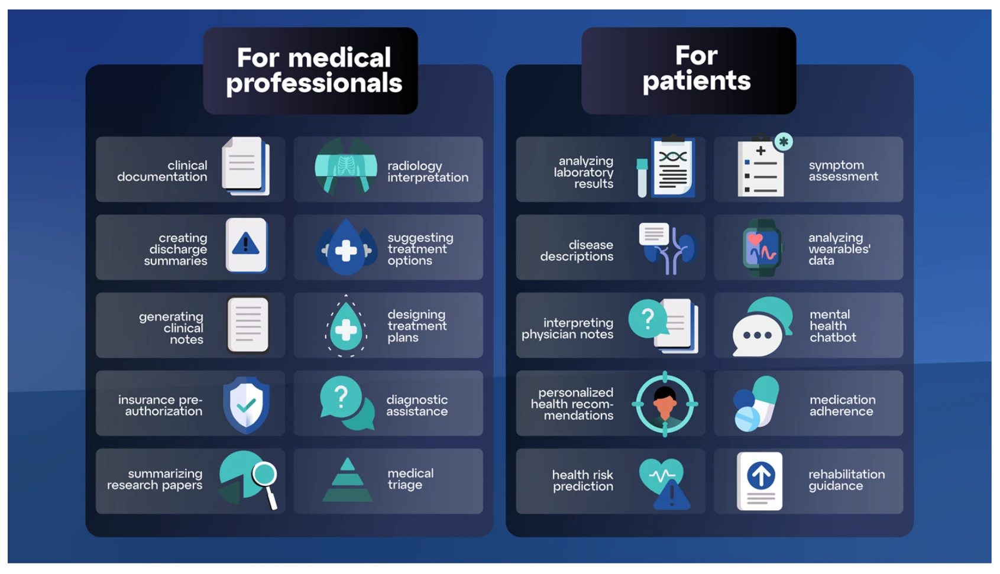 For medical
professionals
clinical
documentation
radiology
interpretation
creating
discharge
summaries
suggesting
treatment
options
generating
clinical
notes
designing
treatment
plans
insurance pre-
authorization
?
diagnostic
assistance
summarizing
research papers
medical
triage
For
patients
analyzing
laboratory
results
symptom
assessment
disease
descriptions
analyzing
wearables'
data
interpreting
physician notes
?
mental
health
chatbot
personalized
health recom-
mendations
medication
adherence
health risk
prediction
rehabilitation
guidance